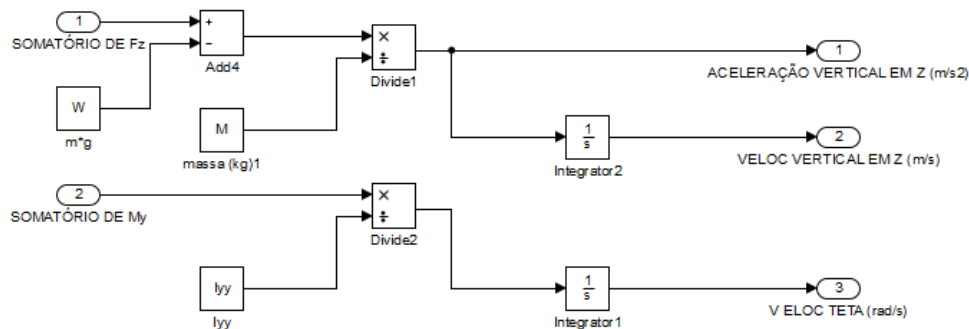 1
+
−
SOMATÓRIO DE Fz
Add4
×
÷
Divide1
1
ACELERAÇÃO VERTICAL EM Z (m/s2)
W
m*g
M
massa (kg)1
1
s
Integrator2
2
VELOC VERTICAL EM Z (m/s)
2
SOMATÓRIO DE My
×
÷
Divide2
Iyy
Iyy
1
s
Integrator1
3
V ELOC TETA (rad/s)